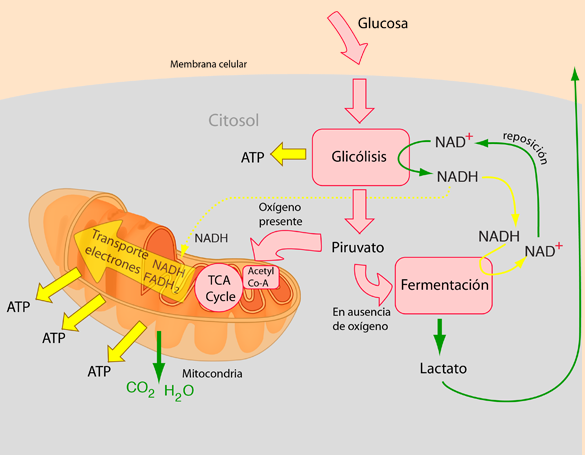 Glucosa
Membrana celular
Citosol
ATP
Glicólisis
NAD+
NADH
reposición
Oxígeno
presente
NADH
Piruvato
NADH
NAD+
Transporte
electrones
NADH
FADH2
TCA
Cycle
Acetyl
Co-A
Fermentación
En ausencia
de oxígeno
ATP
ATP
ATP
Mitocondria
CO2 H2O
Lactato